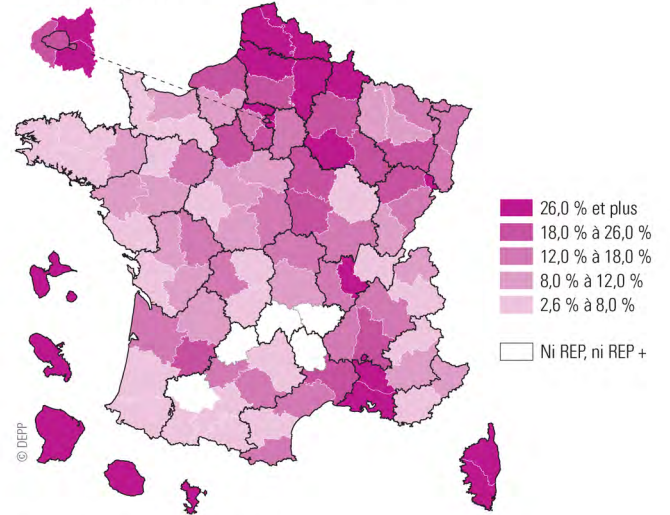 26,0 % et plus
18,0 % à 26,0 %
12,0 % à 18,0 %
8,0 % à 12,0 %
2,6 % à 8,0 %
Ni REP, ni REP +
© DEPP